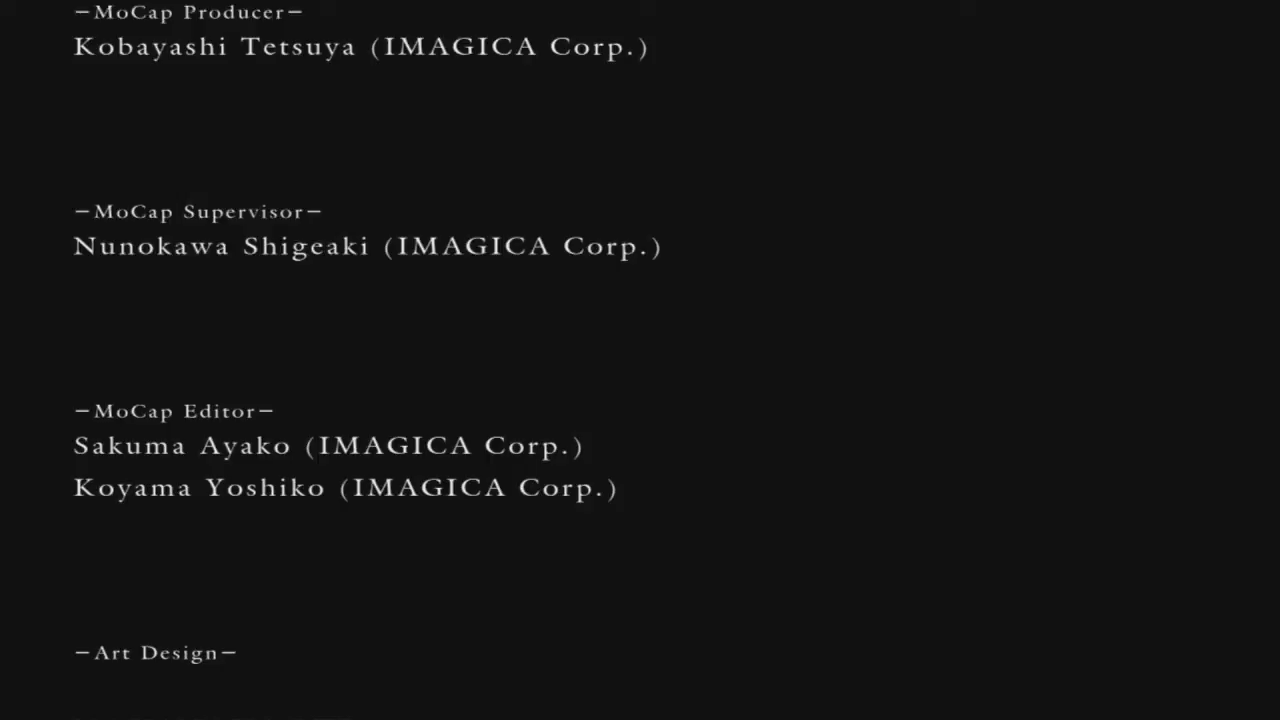 −MoCap Producer−
Kobayashi Tetsuya (IMAGICA Corp.)
−MoCap Supervisor−
Nunokawa Shigeaki (IMAGICA Corp.)
−MoCap Editor−
Sakuma Ayako (IMAGICA Corp.)
Koyama Yoshiko (IMAGICA Corp.)
−Art Design−